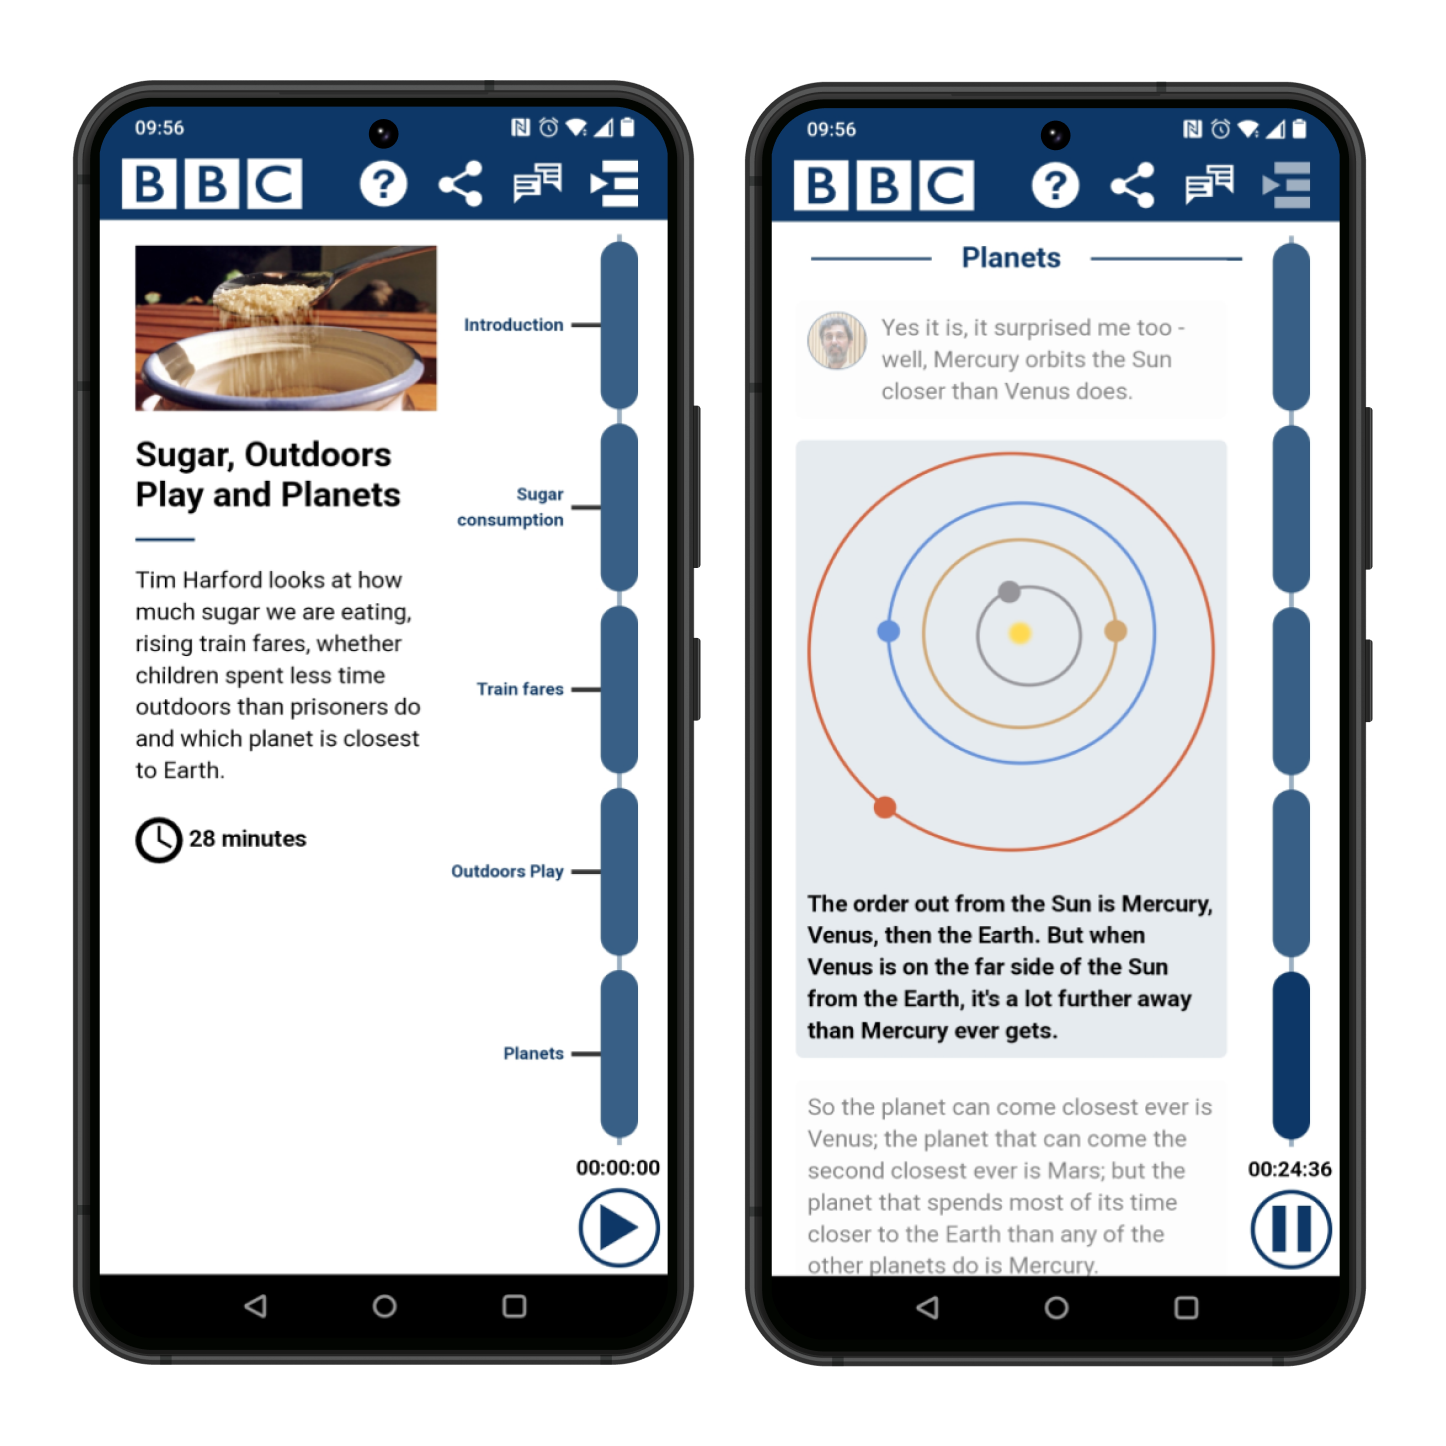 09:56
BBC
?
Sugar, Outdoors
Play and Planets
Tim Harford looks at how
much sugar we are eating,
rising train fares, whether
children spent less time
outdoors than prisoners do
and which planet is closest
to Earth.
28 minutes
Introduction
Sugar
consumption
Train fares
Outdoors Play
Planets
00:00:00
09:56
BBC
?
Planets
Yes it is, it surprised me too -
well, Mercury orbits the Sun
closer than Venus does.
The order out from the Sun is Mercury,
Venus, then the Earth. But when
Venus is on the far side of the Sun
from the Earth, it's a lot further away
than Mercury ever gets.
So the planet can come closest ever is
Venus; the planet that can come the
second closest ever is Mars; but the
planet that spends most of its time
closer to the Earth than any of the
other planets do is Mercury.
00:24:36